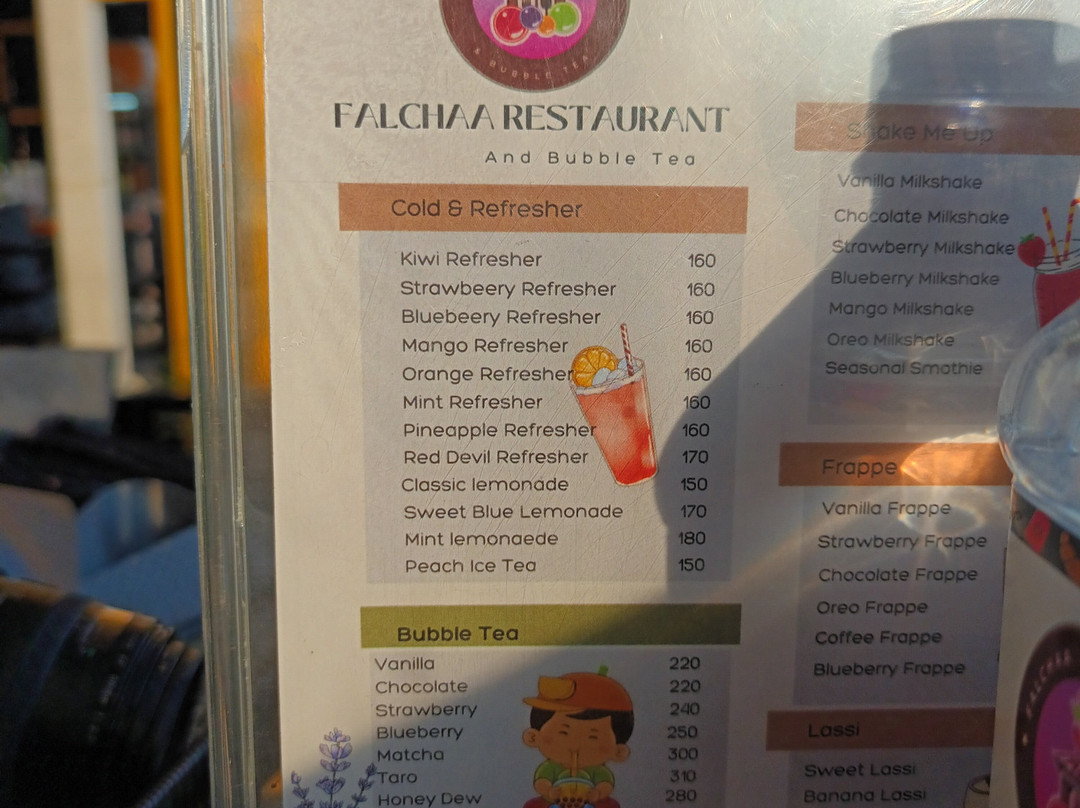 & BUBBLE TEA
FALCHAA RESTAURANT
And Bubble Tea
Cold & Refresher
Kiwi Refresher 160
Strawbeery Refresher 160
Bluebeery Refresher 160
Mango Refresher 160
Orange Refresher 160
Mint Refresher 160
Pineapple Refresher 160
Red Devil Refresher 170
Classic lemonade 150
Sweet Blue Lemonade 170
Mint lemonaede 180
Peach Ice Tea 150
Bubble Tea
Vanilla 220
Chocolate 220
Strawberry 240
Blueberry 250
Matcha 300
Taro 310
Honey Dew 280
Shake Me Up
Vanilla Milkshake
Chocolate Milkshake
Strawberry Milkshake
Blueberry Milkshake
Mango Milkshake
Oreo Milkshake
Seasonal Smothie
Frappe
Vanilla Frappe
Strawberry Frappe
Chocolate Frappe
Oreo Frappe
Coffee Frappe
Blueberry Frappe
Lassi
Sweet Lassi
Banana Lassi
FALCHAA